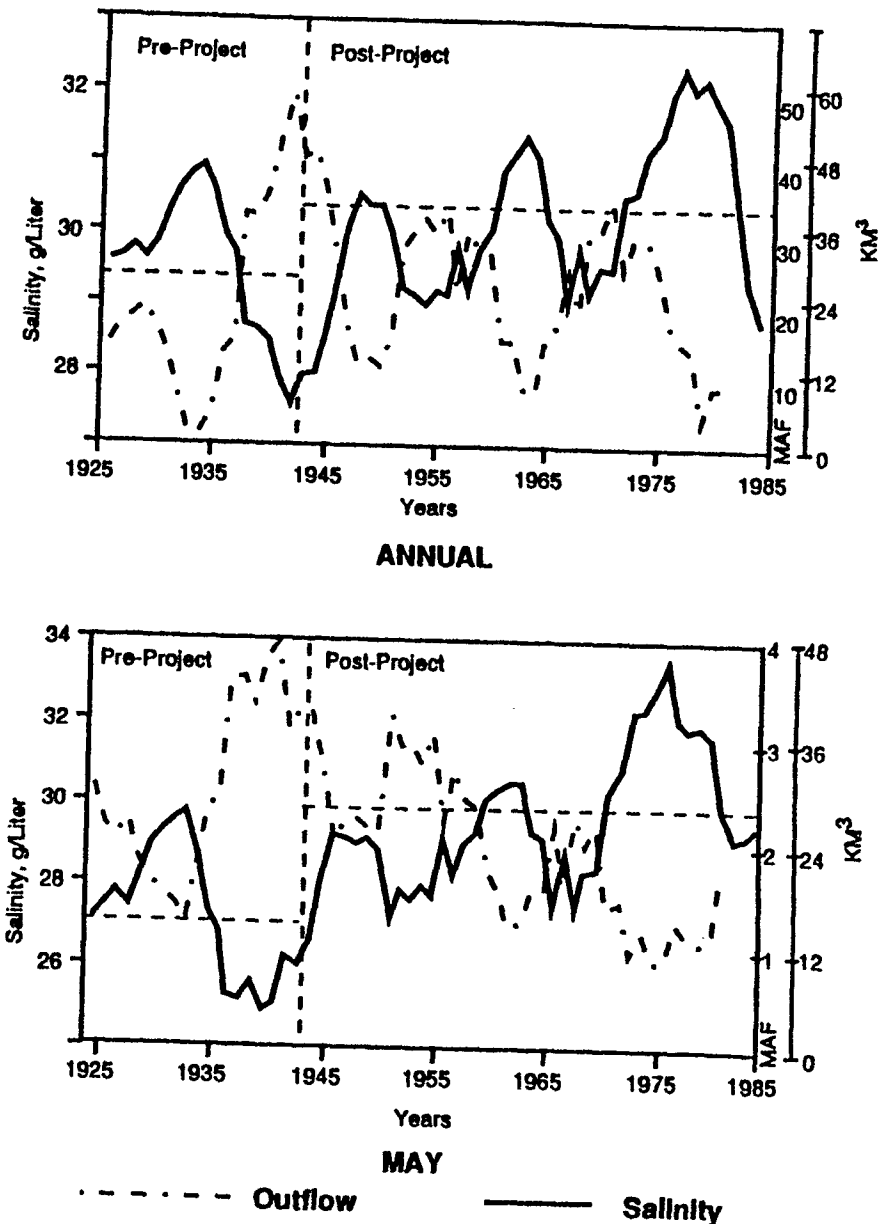 Pre-Project
Post-Project
Salinity, g/Liter
32
30
28
50
40
30
20
10
MAF
60
48
36
24
12
0
KM³
1925 1935 1945 1955 1965 1975 1985
Years
ANNUAL
Pre-Project
Post-Project
Salinity, g/Liter
34
32
30
28
26
4
3
2
1
MAF
48
36
24
12
0
KM³
1925 1935 1945 1955 1965 1975 1985
Years
MAY
Outflow
Salinity